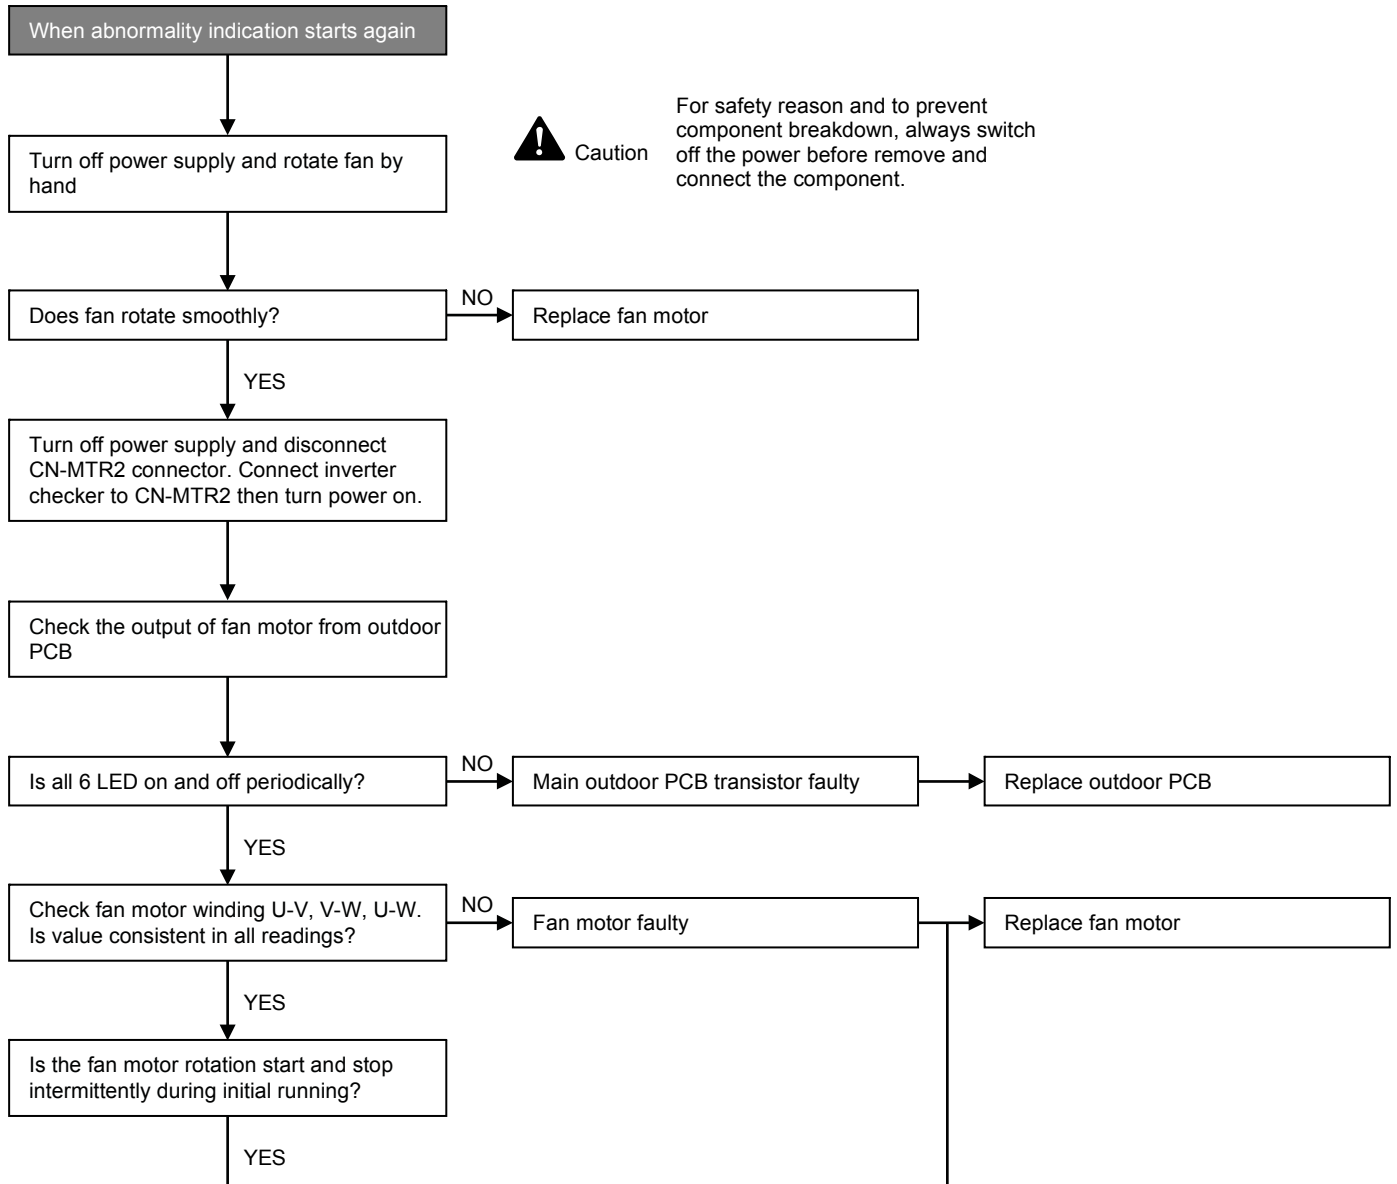 When abnormality indication starts again
Caution
For safety reason and to prevent
component breakdown, always switch
off the power before remove and
connect the component.
Turn off power supply and rotate fan by
hand
Does fan rotate smoothly?
NO
Replace fan motor
YES
Turn off power supply and disconnect
CN-MTR2 connector. Connect inverter
checker to CN-MTR2 then turn power on.
Check the output of fan motor from outdoor
PCB
Is all 6 LED on and off periodically?
NO
Main outdoor PCB transistor faulty
Replace outdoor PCB
YES
Check fan motor winding U-V, V-W, U-W.
Is value consistent in all readings?
NO
Fan motor faulty
Replace fan motor
YES
Is the fan motor rotation start and stop
intermittently during initial running?
YES